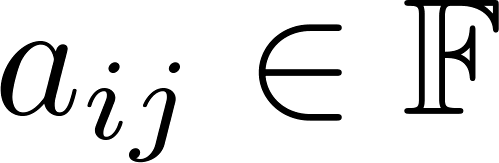 a_{ij} ∈ 𝔽